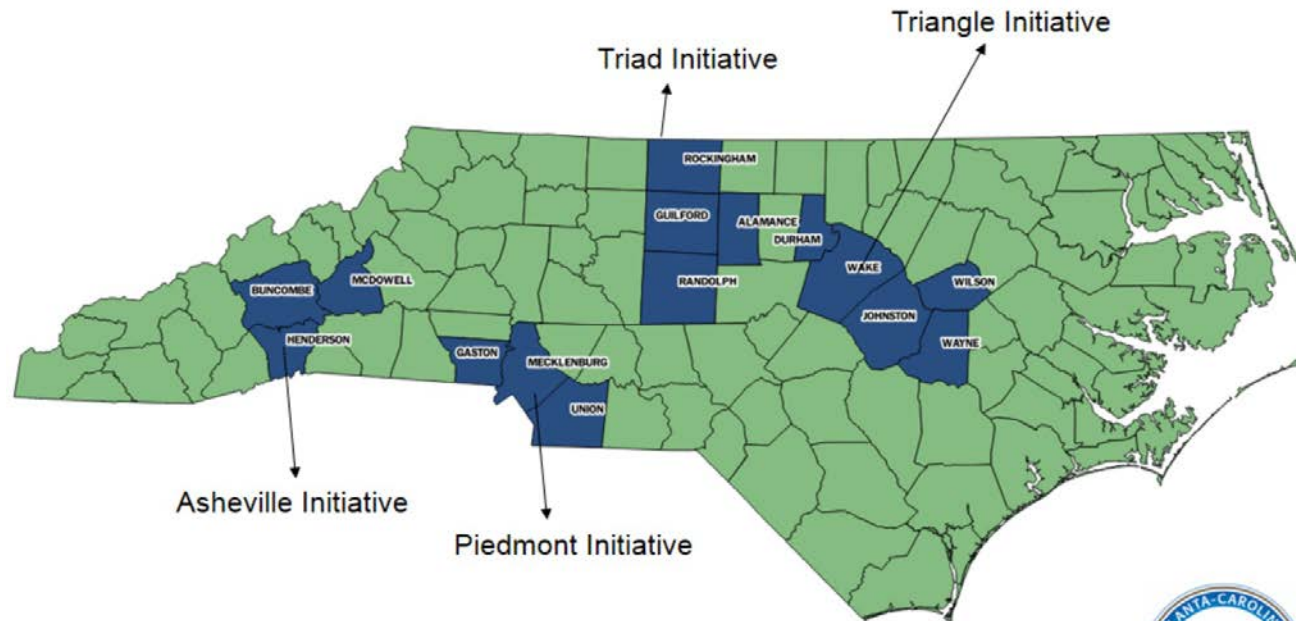 Triangle Initiative
Triad Initiative
ROCKINGHAM
GUILFORD
ALAMANCE
DURHAM
WAKE
RANDOLPH
WILSON
MCDOWELL
BUNCOMBE
JOHNSTON
HENDERSON
WAYNE
GASTON
MECKLENBURG
UNION
Asheville Initiative
Piedmont Initiative